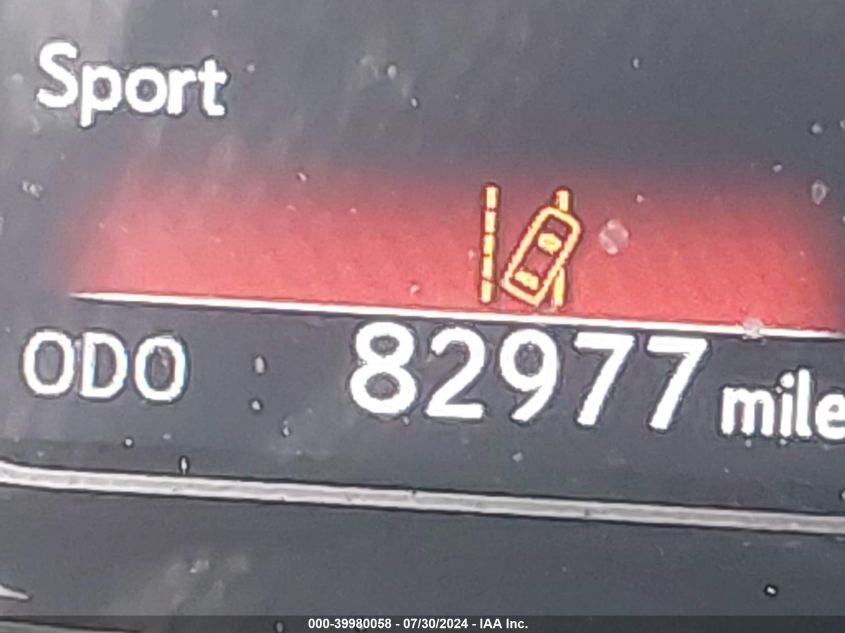 Sport
ODO 82977 mile
000-39980058 - 07/30/2024 - IAA Inc.